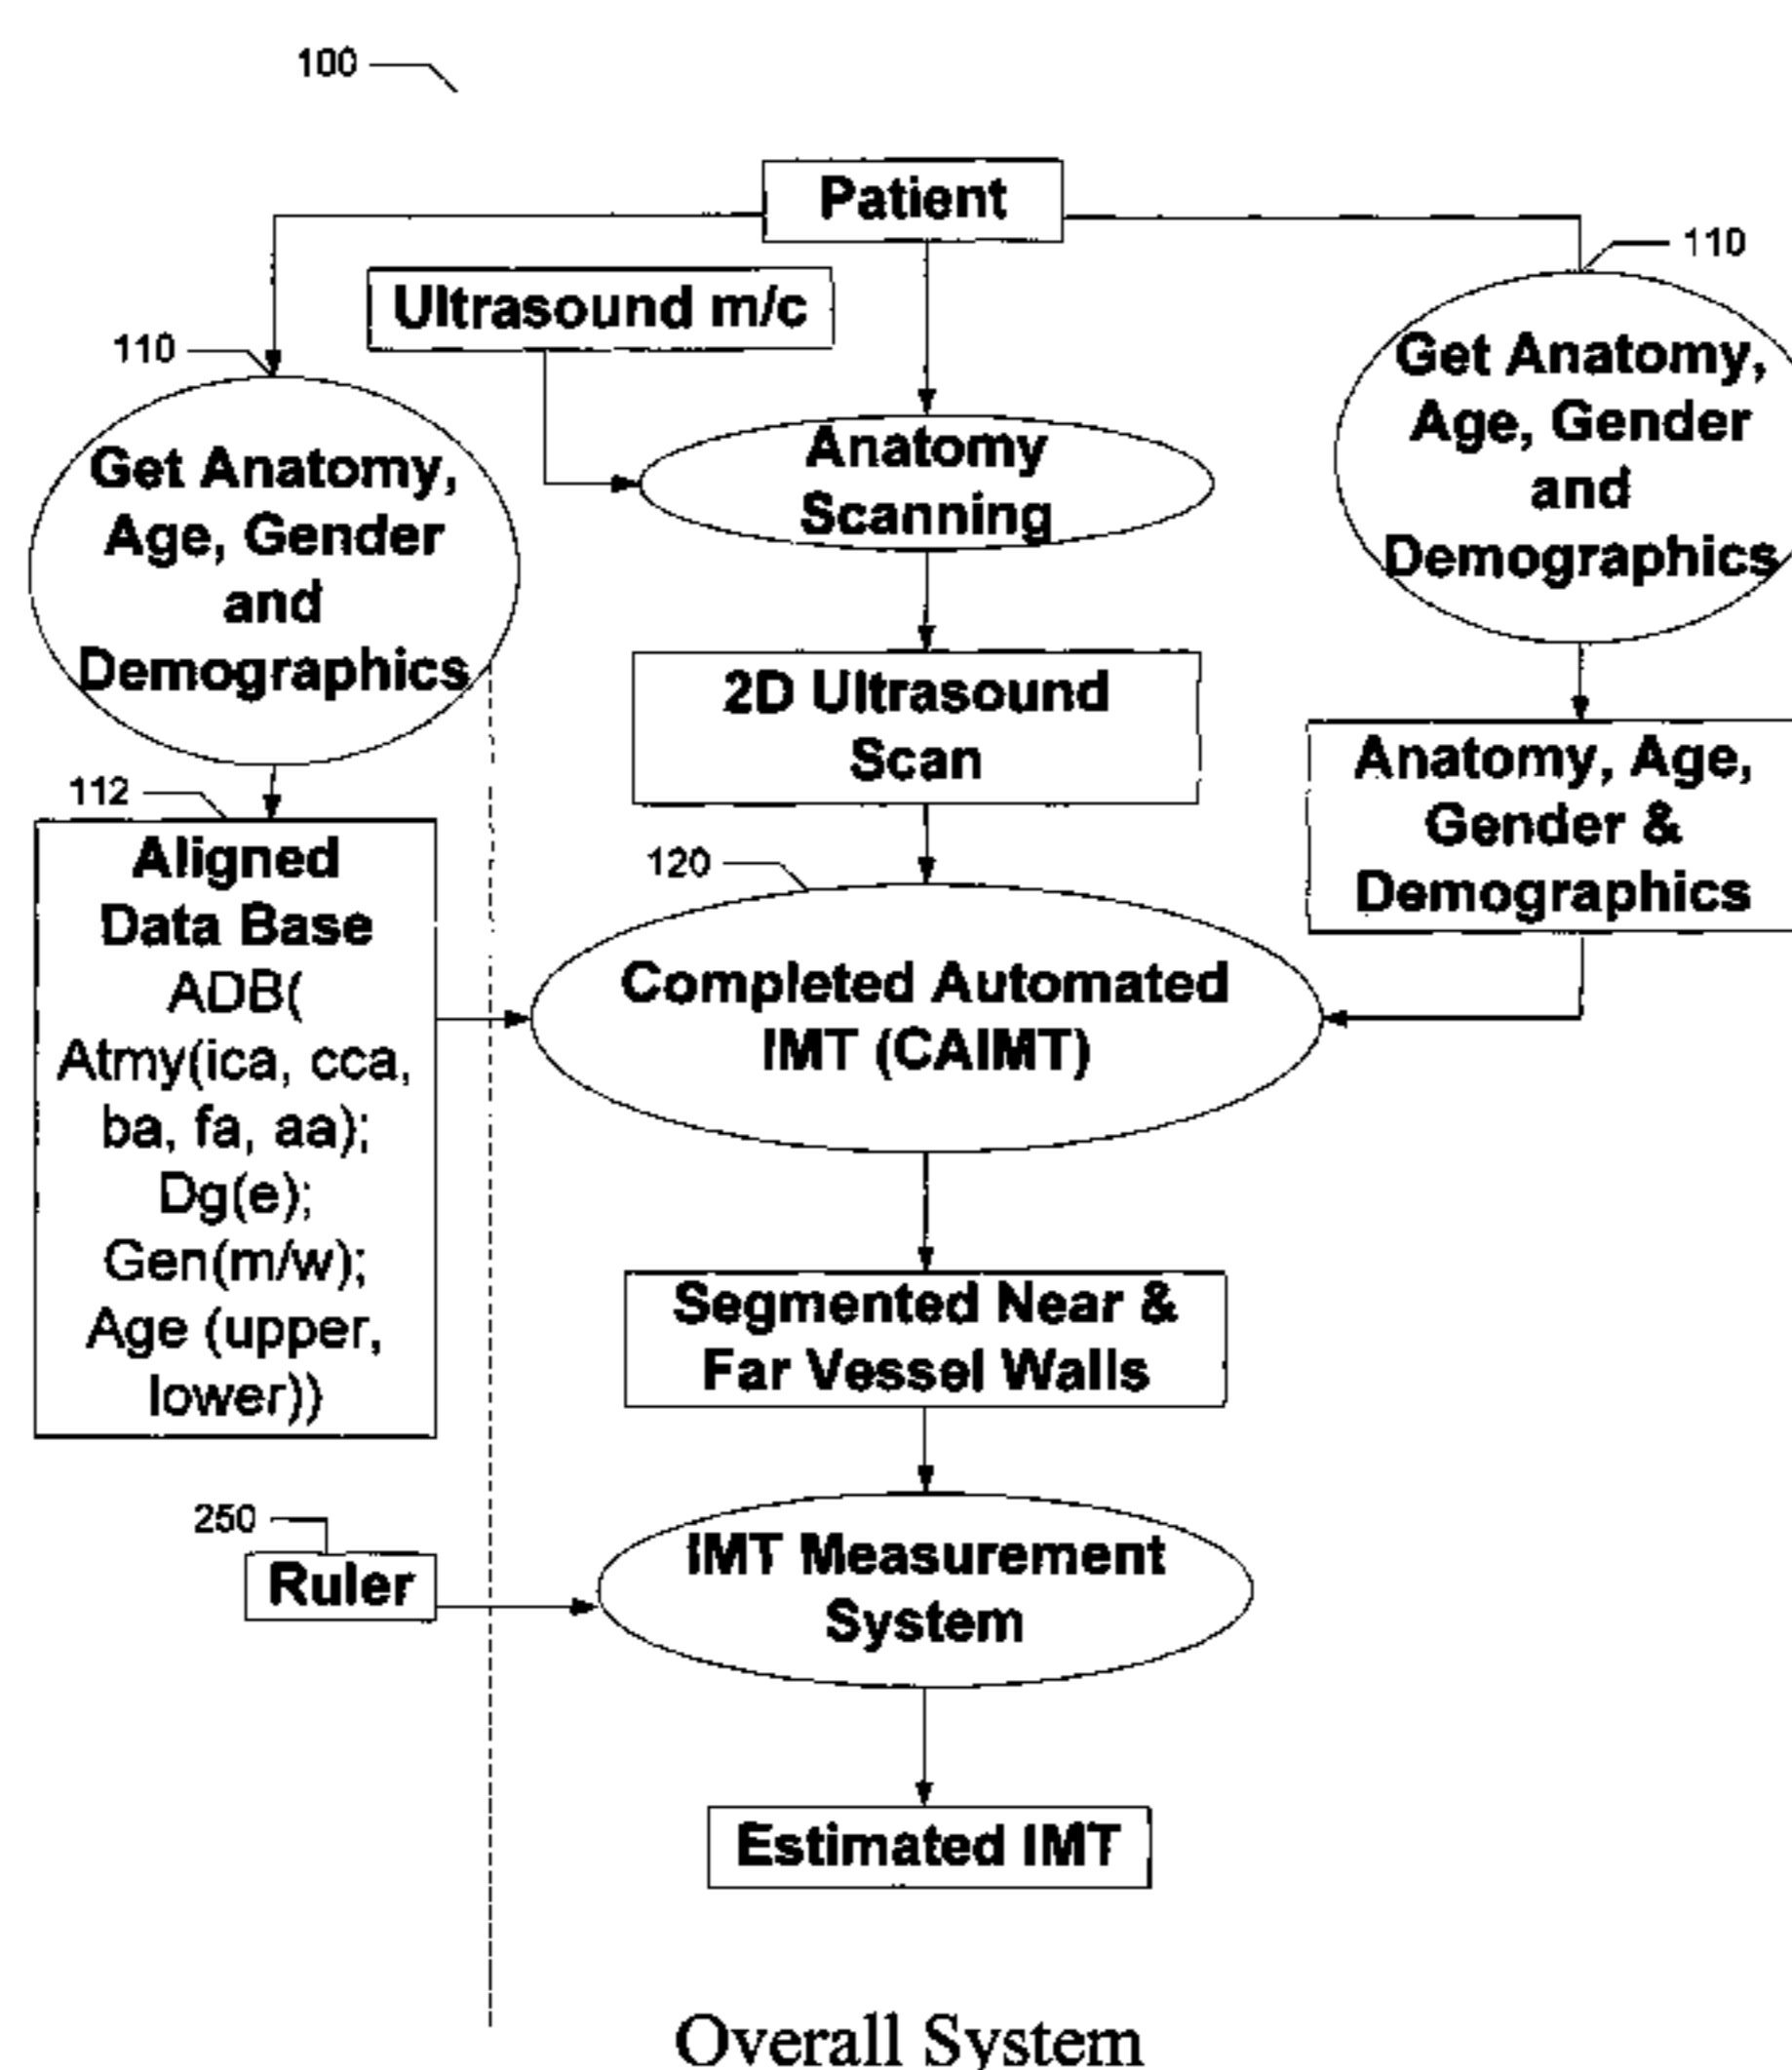 100
Patient
110
Ultrasound m/c
110
Get Anatomy,
Age, Gender
and
Demographics
Anatomy
Scanning
Get Anatomy,
Age, Gender
and
Demographics
2D Ultrasound
Scan
Anatomy, Age,
Gender &
Demographics
112
Aligned
Data Base
ADB(
Atmy(ica, cca,
ba, fa, aa);
Dg(e);
Gen(m/w);
Age (upper,
lower))
120
Completed Automated
IMT (CAIMT)
Segmented Near &
Far Vessel Walls
250
Ruler
IMT Measurement
System
Estimated IMT
Overall System